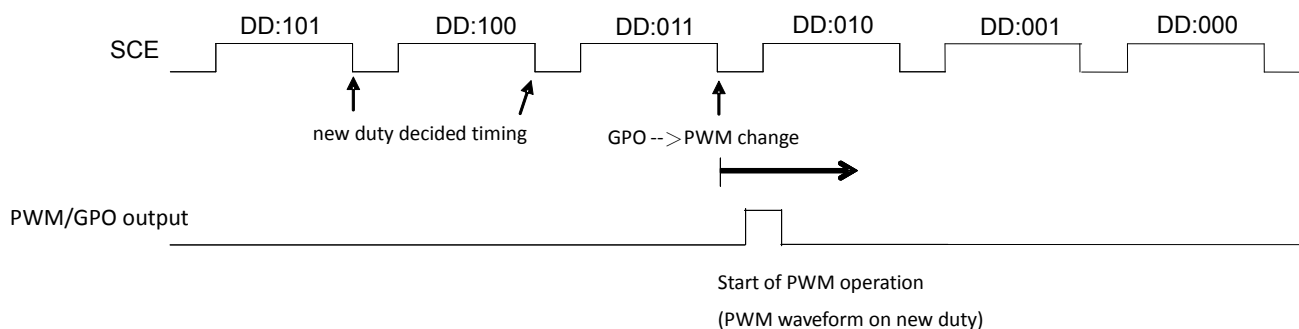 DD:101 DD:100 DD:011 DD:010 DD:001 DD:000
SCE
new duty decided timing
GPO -->PWM change
PWM/GPO output
Start of PWM operation
(PWM waveform on new duty)